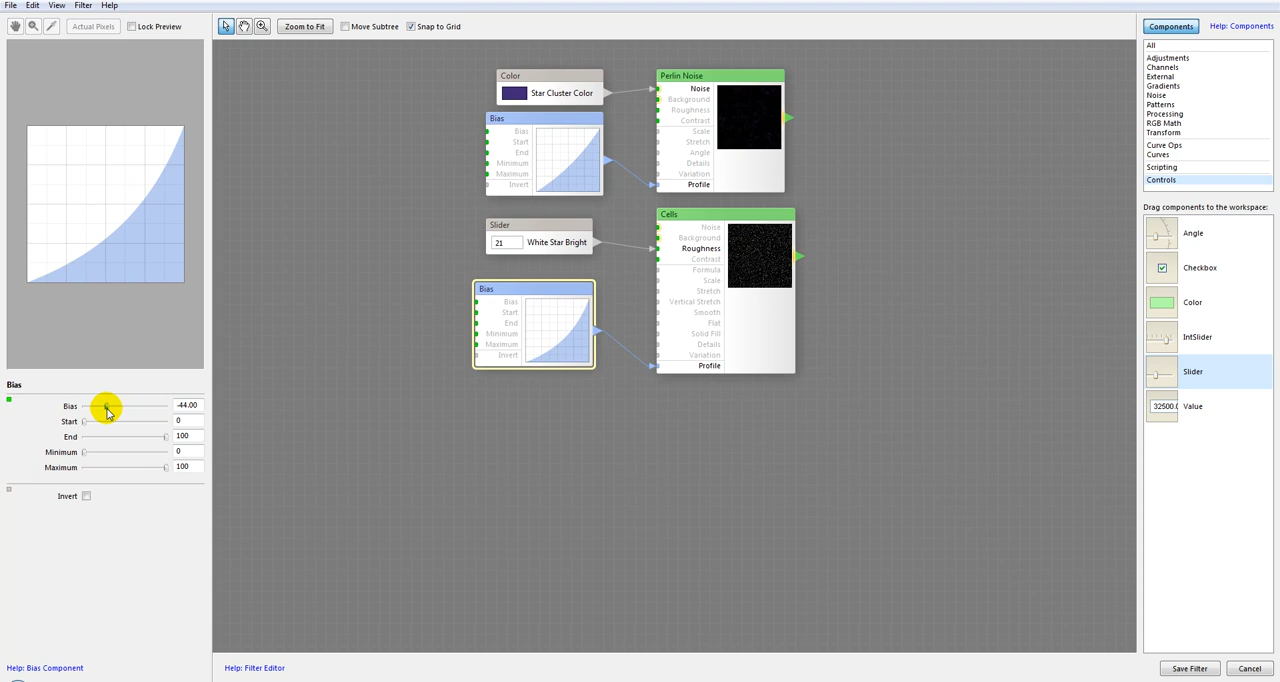 File Edit View Filter Help
Actual Pixels Lock Preview
Zoom to Fit Move Subtree Snap to Grid
Components Help: Components
All
Adjustments
Channels
External
Gradients
Noise
Patterns
Processing
RGB Math
Transform
Curve Ops
Curves
Scripting
Controls
Drag components to the workspace:
Angle
Checkbox
Color
IntSlider
Slider
32500.0 Value
Color
Star Cluster Color
Bias
Bias
Start
End
Minimum
Maximum
Invert
Perlin Noise
Noise
Background
Roughness
Contrast
Scale
Stretch
Angle
Details
Variation
Profile
Slider
21 White Star Bright
Cells
Noise
Background
Roughness
Contrast
Formula
Scale
Stretch
Vertical Stretch
Smooth
Flat
Solid Fill
Details
Variation
Profile
Bias
Bias
Start
End
Minimum
Maximum
Invert
Bias
Bias -44.00
Start 0
End 100
Minimum 0
Maximum 100
Invert
Help: Bias Component
Help: Filter Editor
Save Filter Cancel